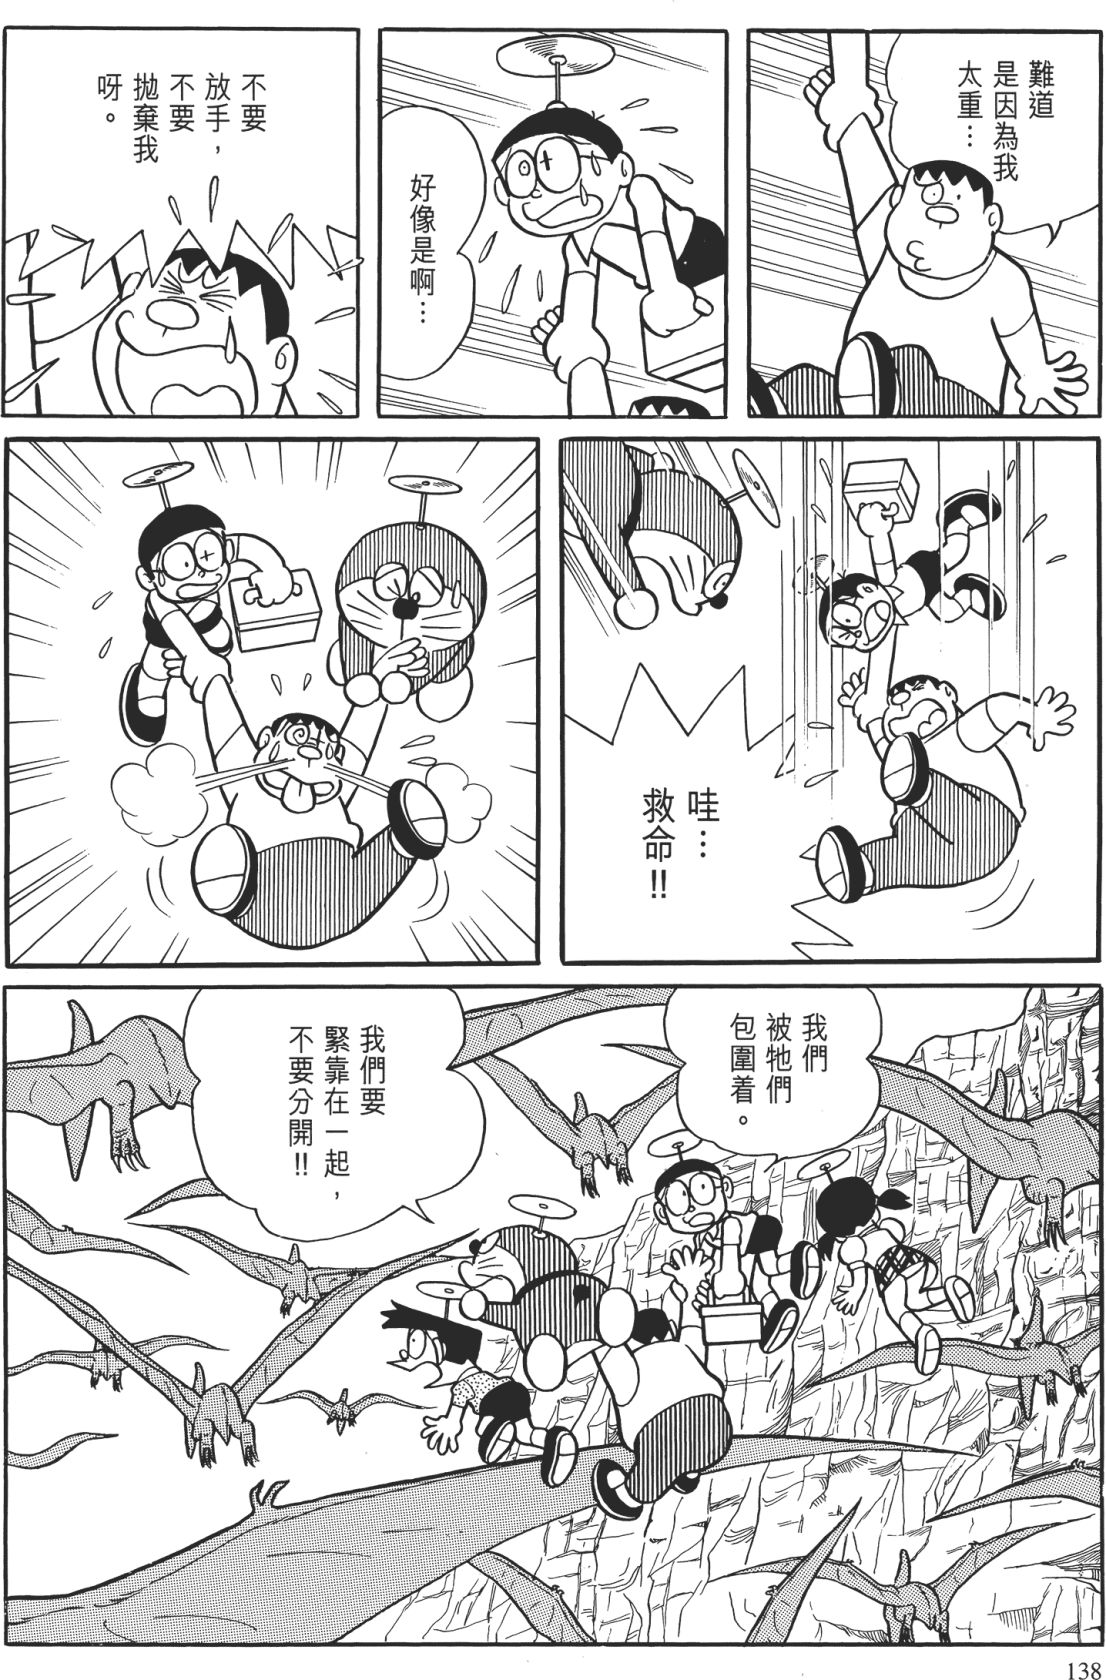 難道
是因為我
太重…
好像是啊…
不要
放手，
不要
拋棄我
呀。
哇…
救命!!
我們
被牠們
包圍着。
我們要
緊靠在一起，
不要分開!!
138